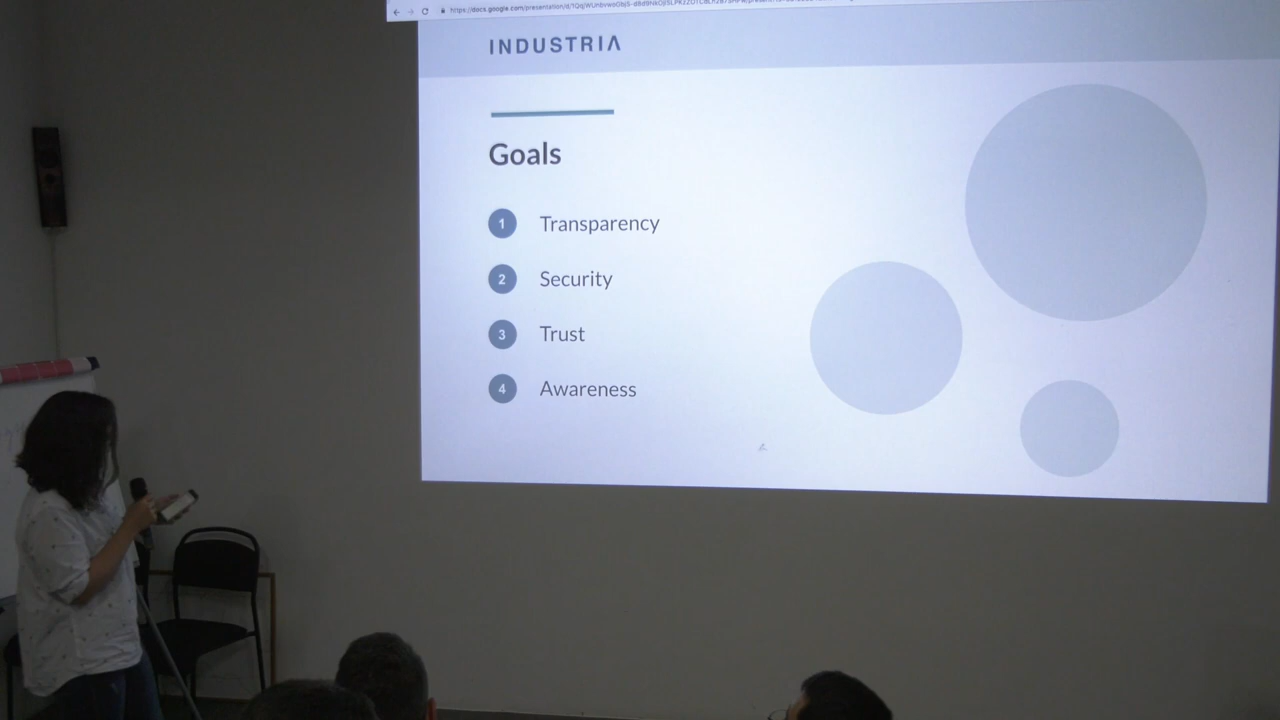 INDUSTRIA
Goals
1 Transparency
2 Security
3 Trust
4 Awareness